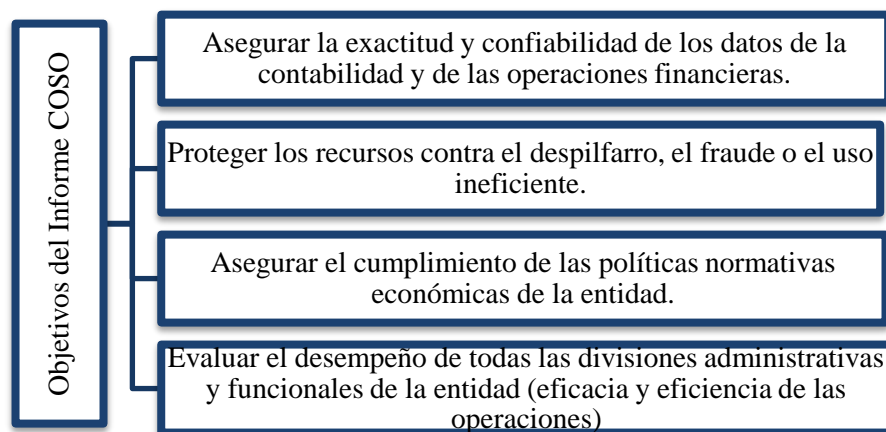 Objetivos del Informe COSO
Asegurar la exactitud y confiabilidad de los datos de la
contabilidad y de las operaciones financieras.
Proteger los recursos contra el despilfarro, el fraude o el uso
ineficiente.
Asegurar el cumplimiento de las políticas normativas
económicas de la entidad.
Evaluar el desempeño de todas las divisiones administrativas
y funcionales de la entidad (eficacia y eficiencia de las
operaciones)